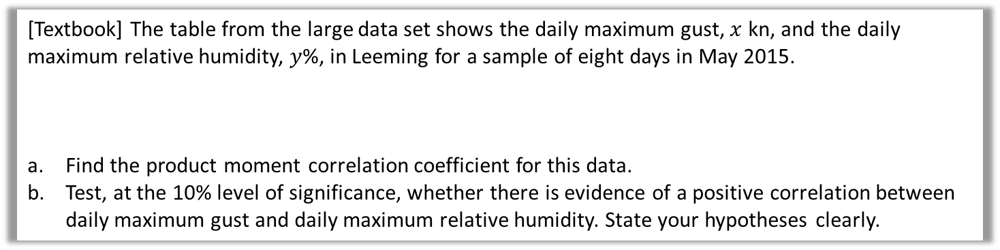 [Textbook] The table from the large data set shows the daily maximum gust, x kn, and the daily
maximum relative humidity, y%, in Leeming for a sample of eight days in May 2015.
a. Find the product moment correlation coefficient for this data.
b. Test, at the 10% level of significance, whether there is evidence of a positive correlation between
daily maximum gust and daily maximum relative humidity. State your hypotheses clearly.